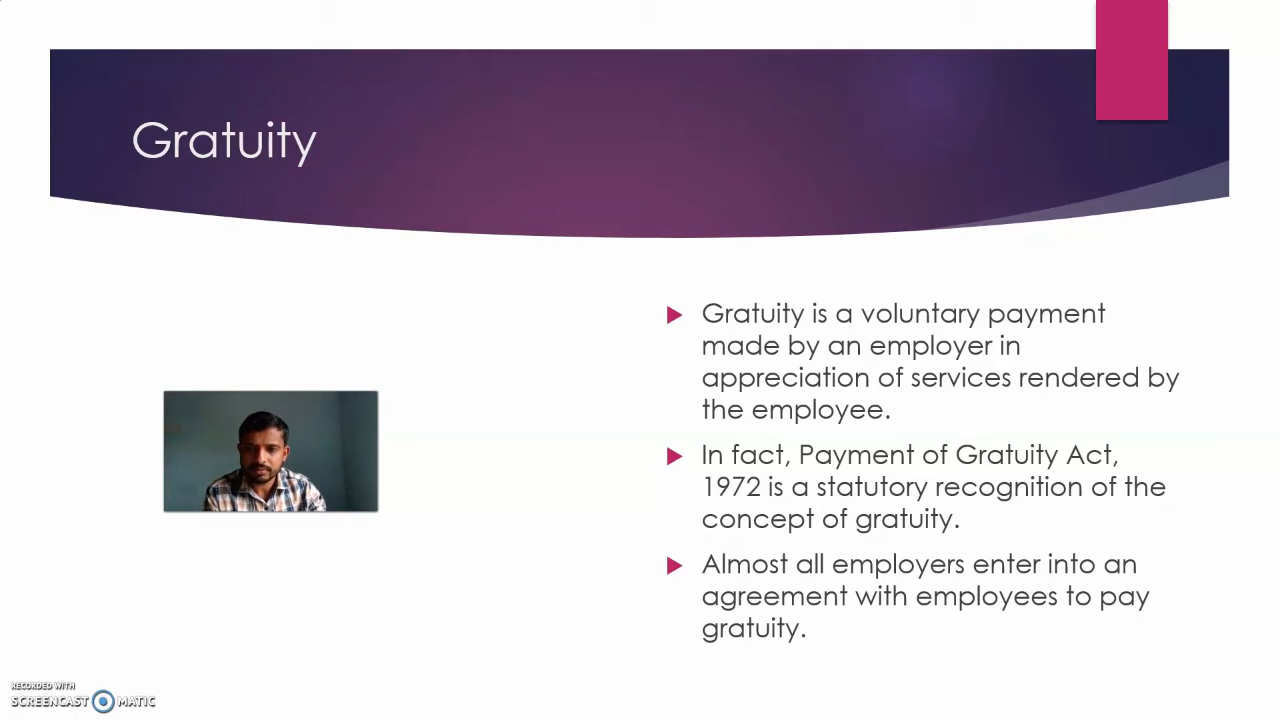 Gratuity
Gratuity is a voluntary payment
made by an employer in
appreciation of services rendered by
the employee.
In fact, Payment of Gratuity Act,
1972 is a statutory recognition of the
concept of gratuity.
Almost all employers enter into an
agreement with employees to pay
gratuity.
RECORDED WITH
SCREENCAST MATIC